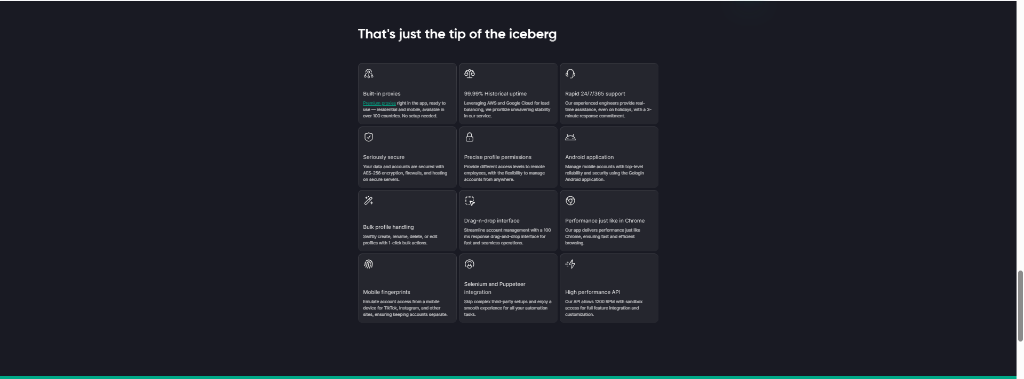 That's just the tip of the iceberg
Built-in proxies
Premium proxies right in the app, ready to
use — residential and mobile, available in
over 100 countries. No setup needed.
99.99% Historical uptime
Leveraging AWS and Google Cloud for load
balancing, we prioritize unwavering stability
in our service.
Rapid 24/7/365 support
Our experienced engineers provide real-
time assistance, even on holidays, with a
minute response commitment.
Seriously secure
Your data and accounts are secured with
AES-256 encryption, firewalls, and hosting
on secure servers.
Precise profile permissions
Provide different access levels to remote
employees, with the flexibility to manage
accounts from anywhere.
Android application
Manage mobile accounts with top-level
reliability and security using the
Android application.
Bulk profile handling
Swiftly create, rename, delete, or edit
profiles with 1-click bulk actions.
Drag-n-drop interface
Streamline account management with a 100
ms response drag-and-drop interface for
fast and seamless operations.
Performance just like in Chrome
Our app delivers performance just like
Chrome, ensuring fast and efficient
browsing.
Mobile fingerprints
Emulate account access from a mobile
device for TikTok, Instagram, and other
sites, ensuring keeping accounts separate.
Selenium and Puppeteer
integration
Skip complex third-party setups and enjoy a
smooth experience for all your automation
tasks.
High performance API
Our API allows 1200 RPM with sandbox
access for full feature integration and
customization.